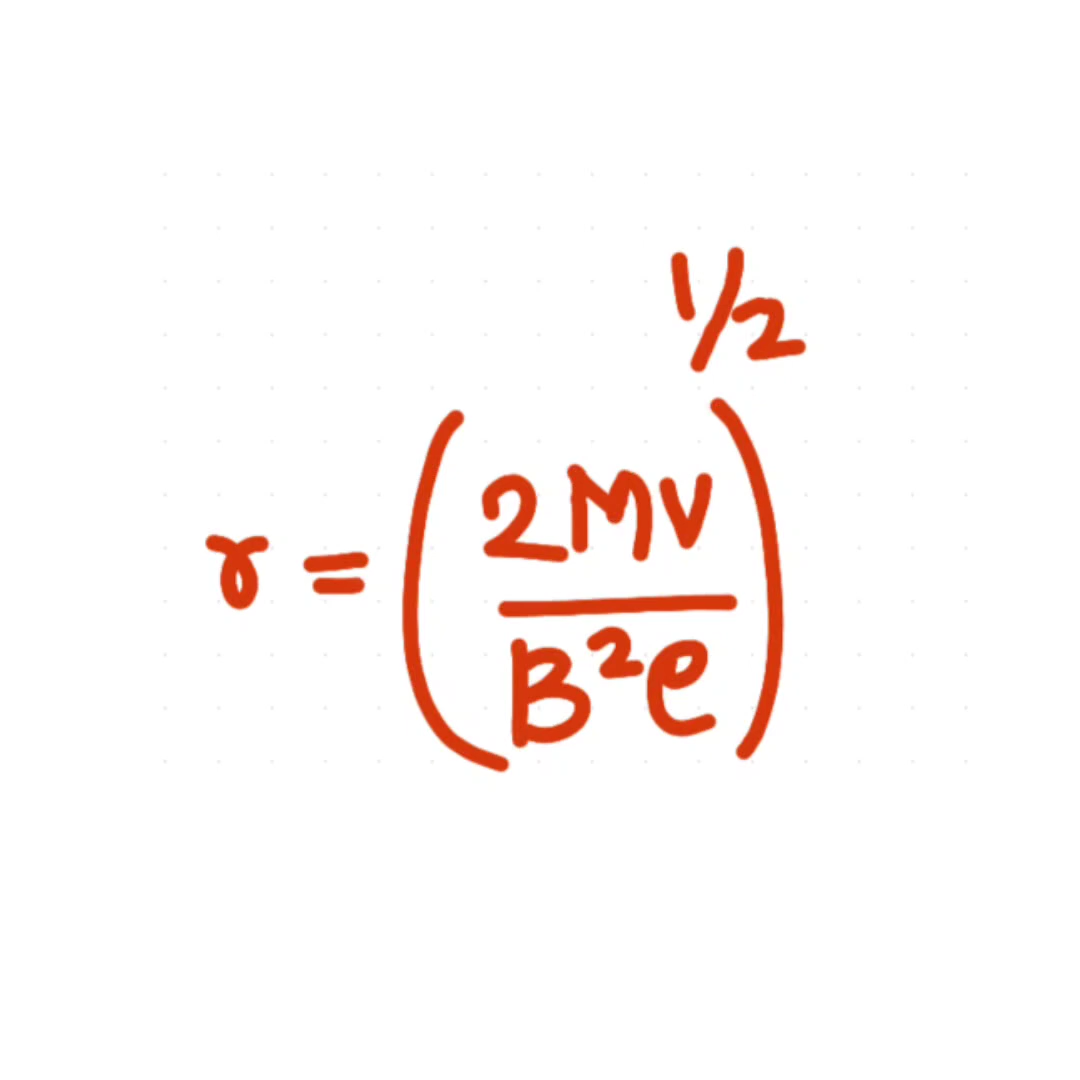 r = (2MV / B²e)^1/2